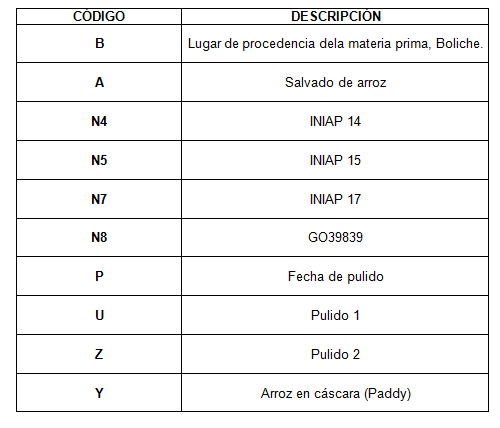 CÓDIGO DESCRIPCIÓN
B Lugar de procedencia dela materia prima, Boliche.
A Salvado de arroz
N4 INIAP 14
N5 INIAP 15
N7 INIAP 17
N8 GO39839
P Fecha de pulido
U Pulido 1
Z Pulido 2
Y Arroz en cáscara (Paddy)